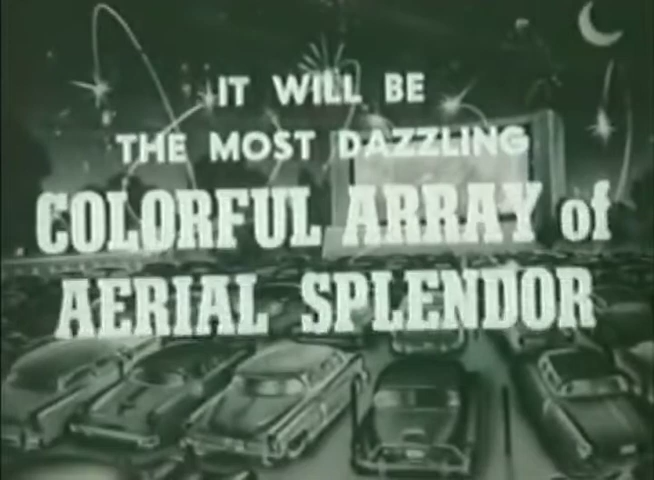 IT WILL BE
THE MOST DAZZLING
COLORFUL ARRAY of
AERIAL SPLENDOR